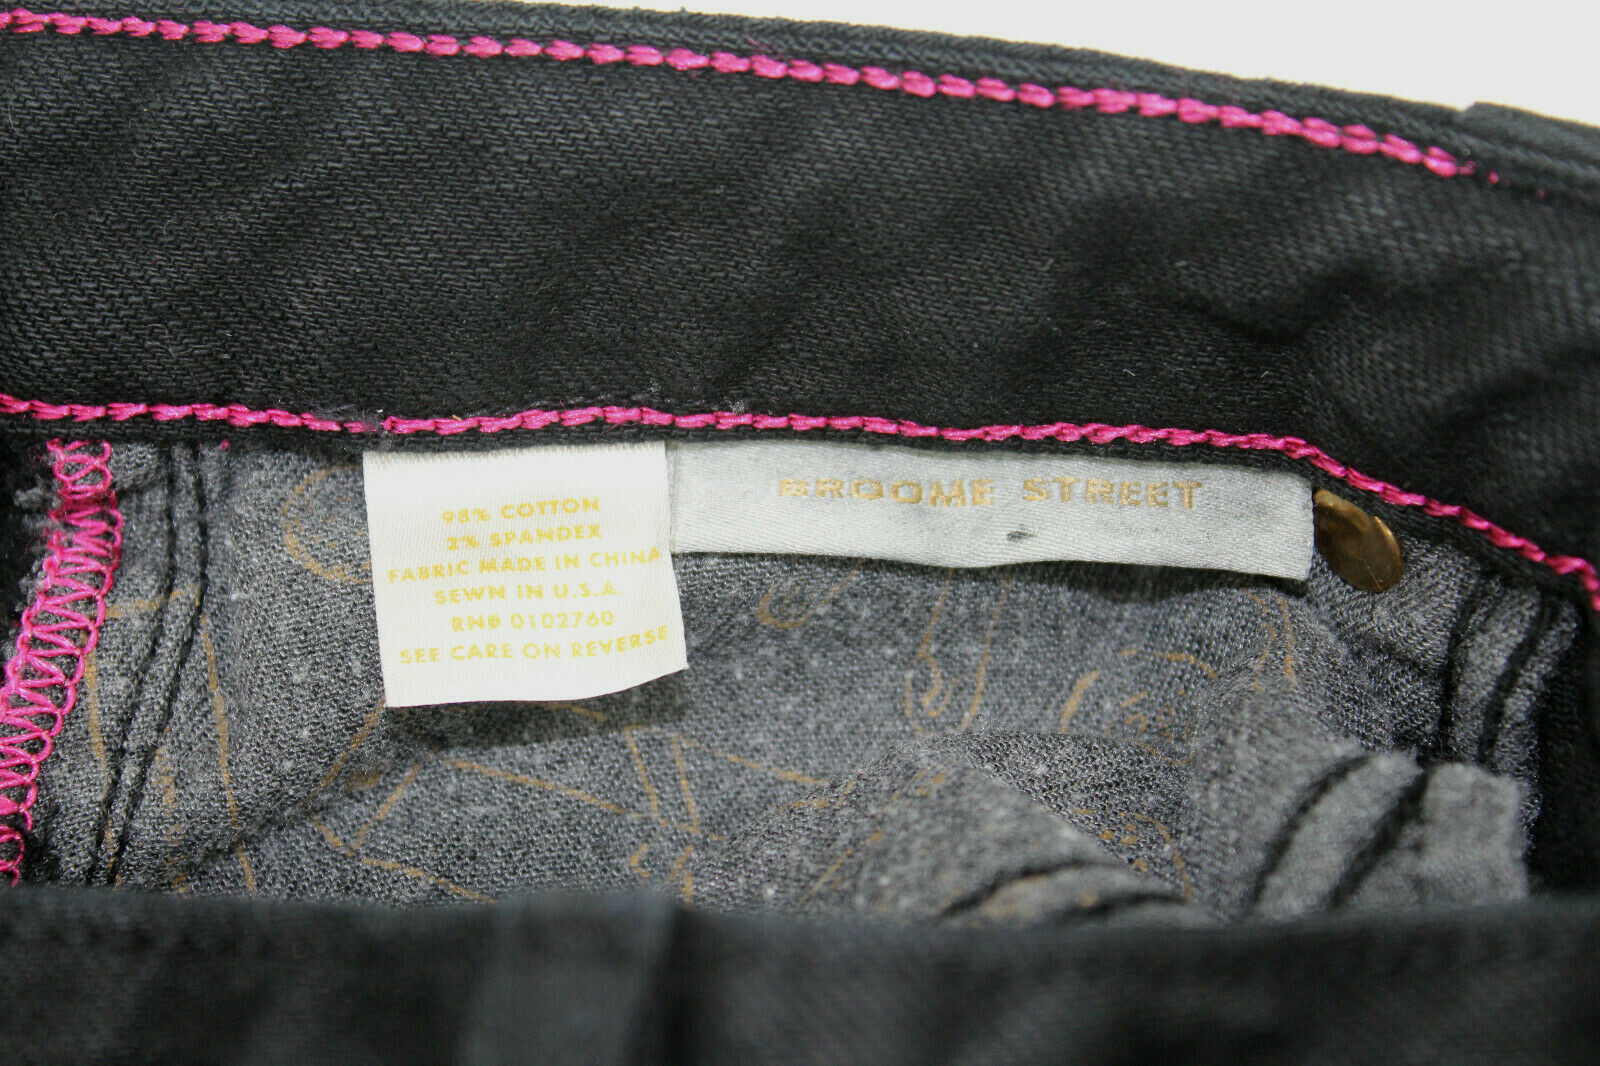 98% COTTON
2% SPANDEX
FABRIC MADE IN CHINA
SEWN IN U.S.A.
RN# 0102760
SEE CARE ON REVERSE
BROOME STREET